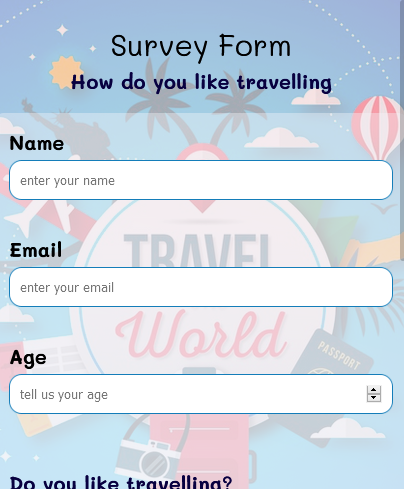 Survey Form
How do you like travelling
Name
enter your name
Email
enter your email
TRAVEL
World
Age
PASSPORT
tell us your age
Do you like travelling?